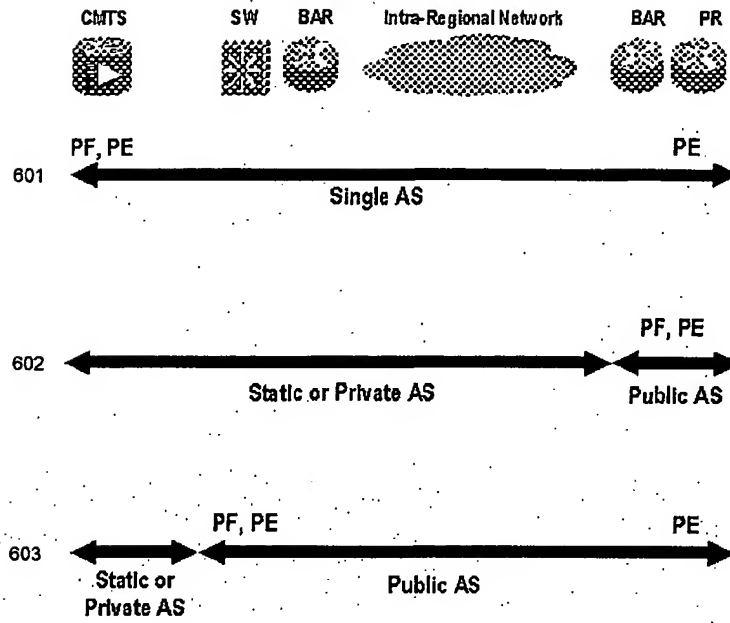 CMTS SW BAR Intra-Regional Network BAR PR
PF, PE PE
601
Single AS
PF, PE
602
Static or Private AS Public AS
PF, PE PE
603
Static or Public AS
Private AS